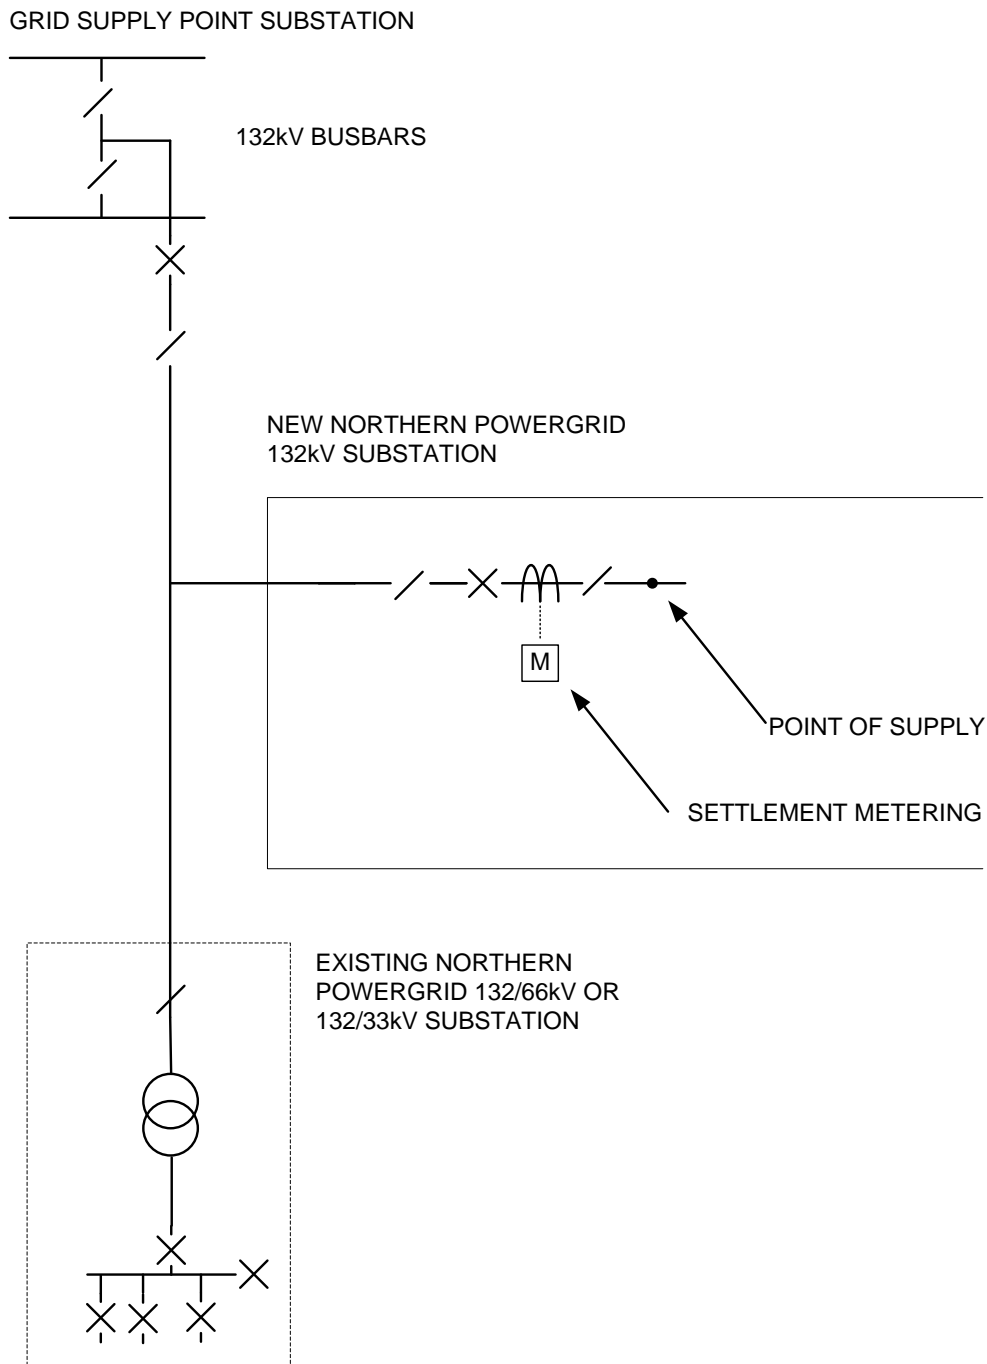 GRID SUPPLY POINT SUBSTATION
132kV BUSBARS
NEW NORTHERN POWERGRID
132kV SUBSTATION
M
POINT OF SUPPLY
SETTLEMENT METERING
EXISTING NORTHERN
POWERGRID 132/66kV OR
132/33kV SUBSTATION